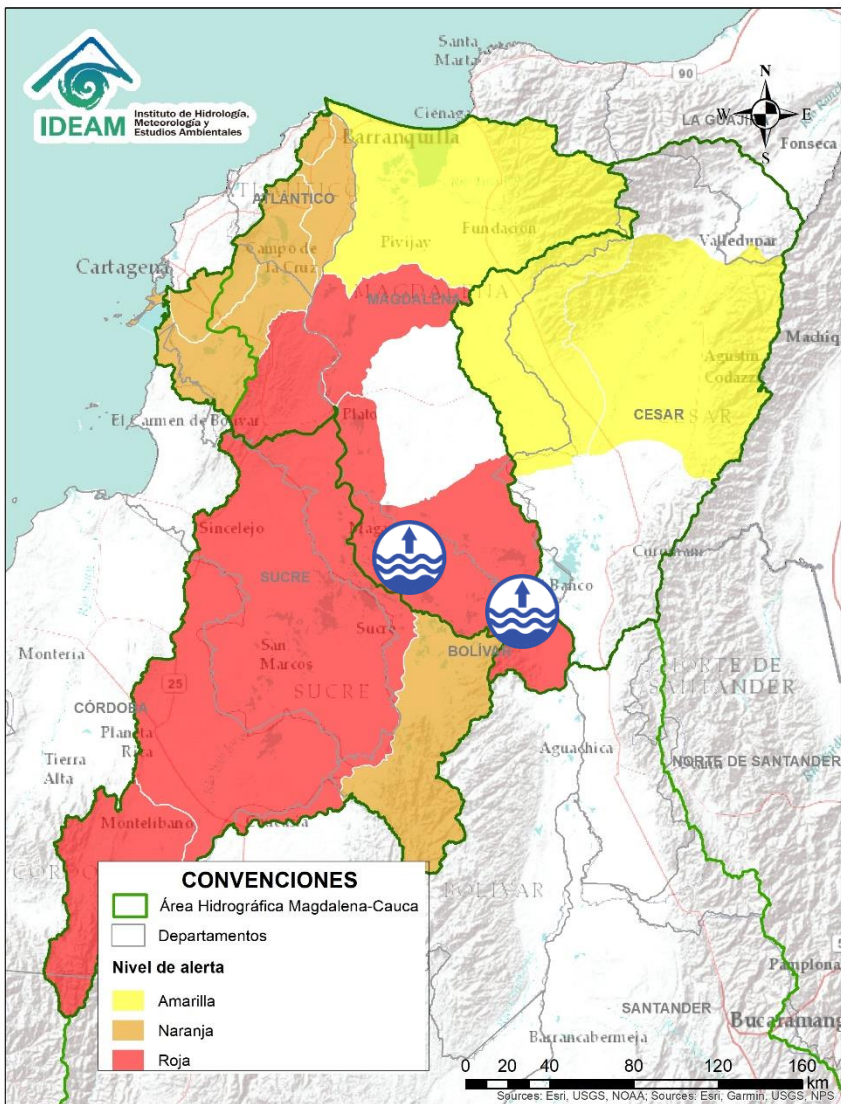 IDEAM
Instituto de Hidrología,
Meteorología y
Estudios Ambientales
Santa
Marta
90
N
W
E
S
LA GUAJIRA
Fonseca
Ciénaga
Barranquilla
ATLÁNTICO
Pivijay
Fundación
Valledupar
Cartagena
Campo de
la Cruz
MAGDALENA
Agustín
Codazzi
CESAR
El Carmen de Bolívar
Plato
Sincelejo
SUCRE
Banco
Sucre
San
Marcos
SUCRE
BOLÍVAR
NORTE DE
SANTANDER
Montería
25
CÓRDOBA
Planeta
Rica
Tierra
Alta
Aguachica
NORTE DE SANTANDER
Montelíbano
BOLÍVAR
CONVENCIONES
Área Hidrográfica Magdalena-Cauca
Departamentos
Nivel de alerta
Amarilla
Naranja
Roja
Pamplona
SANTANDER
Bucaramang
Barrancabermeja
0 20 40 80 120 160
km
Sources: Esri, USGS, NOAA; Sources: Esri, Garmin, USGS, NPS